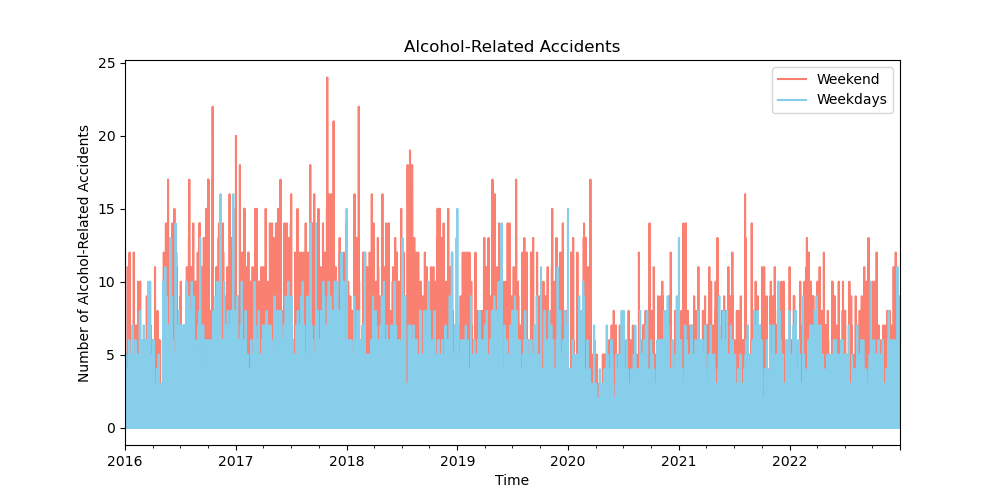 Alcohol-Related Accidents
Weekend
Weekdays
Number of Alcohol-Related Accidents
25
20
15
10
5
0
2016 2017 2018 2019 2020 2021 2022
Time